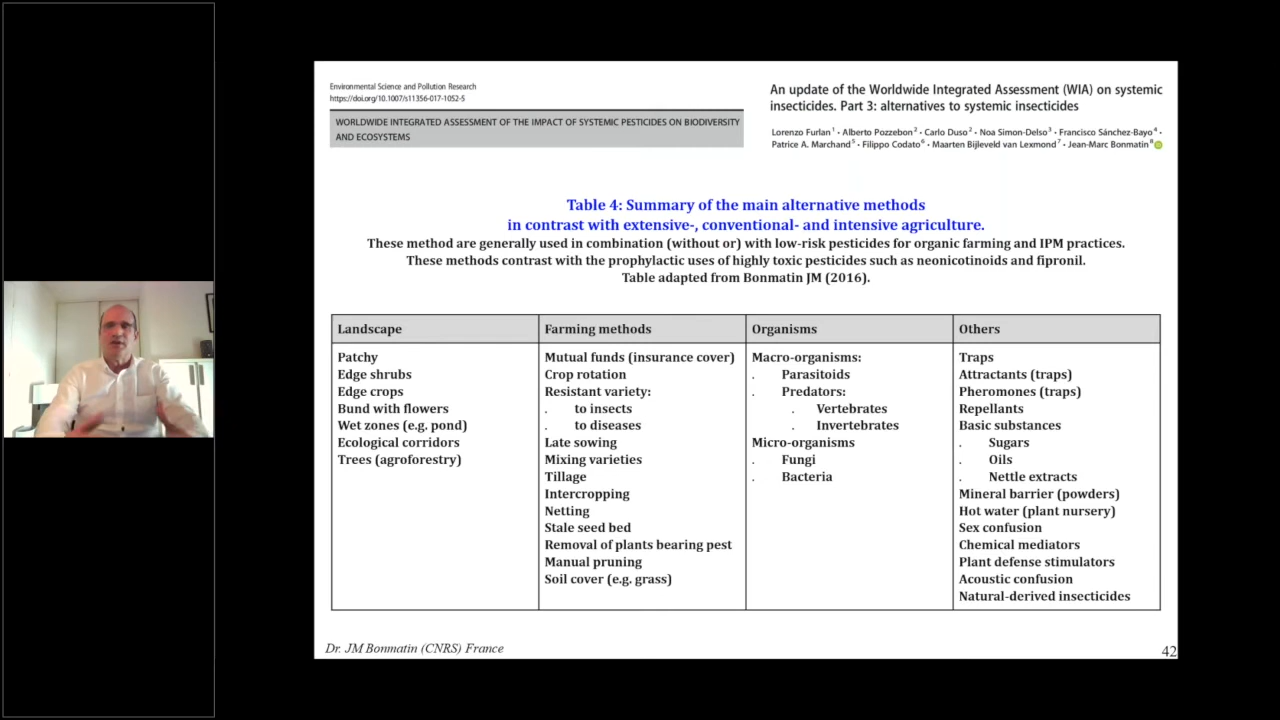 Environmental Science and Pollution Research
https://doi.org/10.1007/s11356-017-1052-5
WORLDWIDE INTEGRATED ASSESSMENT OF THE IMPACT OF SYSTEMIC PESTICIDES ON BIODIVERSITY
AND ECOSYSTEMS
An update of the Worldwide Integrated Assessment (WIA) on systemic
insecticides. Part 3: alternatives to systemic insecticides
Lorenzo Furlan 1 · Alberto Pozzebon 2 · Carlo Duso 2 · Noa Simon-Delso 3 · Francisco Sánchez-Bayo 4 ·
Patrice A. Marchand 5 · Filippo Codato 6 · Maarten Bijleveld van Lexmond 7 · Jean-Marc Bonmatin 8
Table 4: Summary of the main alternative methods
in contrast with extensive-, conventional- and intensive agriculture.
These method are generally used in combination (without or) with low-risk pesticides for organic farming and IPM practices.
These methods contrast with the prophylactic uses of highly toxic pesticides such as neonicotinoids and fipronil.
Table adapted from Bonmatin JM (2016).
Landscape
Patchy
Edge shrubs
Edge crops
Bund with flowers
Wet zones (e.g. pond)
Ecological corridors
Trees (agroforestry)
Farming methods
Mutual funds (insurance cover)
Crop rotation
Resistant variety:
. to insects
. to diseases
Late sowing
Mixing varieties
Tillage
Intercropping
Netting
Stale seed bed
Removal of plants bearing pest
Manual pruning
Soil cover (e.g. grass)
Organisms
Macro-organisms:
. Parasitoids
. Predators:
. Vertebrates
. Invertebrates
Micro-organisms
. Fungi
. Bacteria
Others
Traps
Attractants (traps)
Pheromones (traps)
Repellants
Basic substances
. Sugars
. Oils
. Nettle extracts
Mineral barrier (powders)
Hot water (plant nursery)
Sex confusion
Chemical mediators
Plant defense stimulators
Acoustic confusion
Natural-derived insecticides
Dr. JM Bonmatin (CNRS) France
42